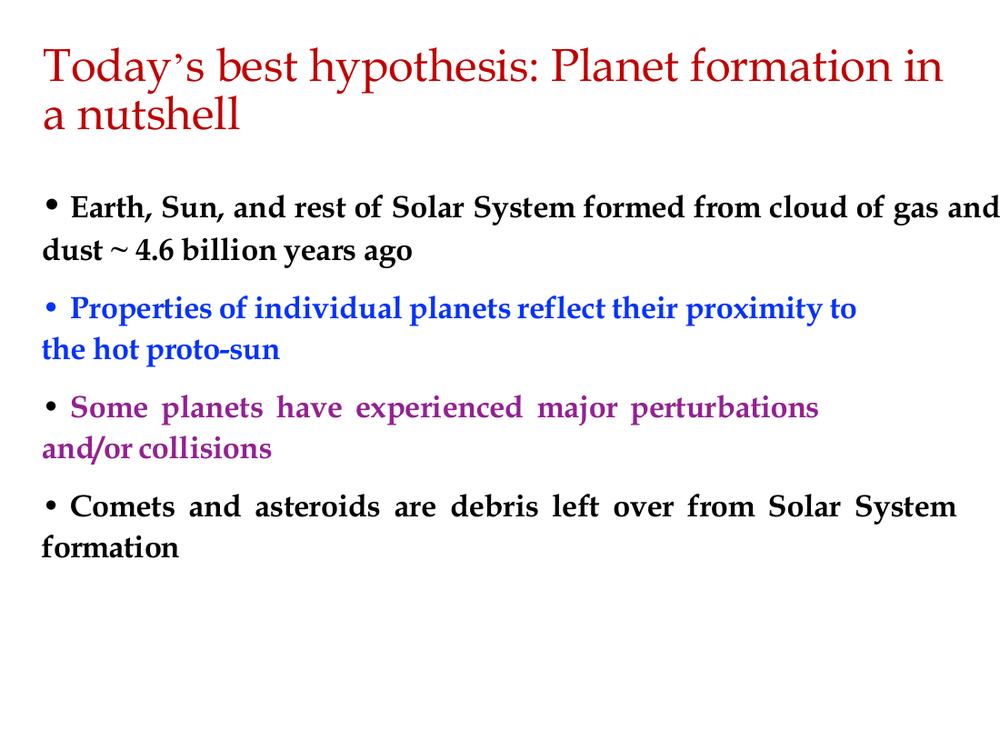 Today’s best hypothesis: Planet formation in
a nutshell
• Earth, Sun, and rest of Solar System formed from cloud of gas and
dust ~ 4.6 billion years ago
• Properties of individual planets reflect their proximity to
the hot proto-sun
• Some planets have experienced major perturbations
and/or collisions
• Comets and asteroids are debris left over from Solar System
formation